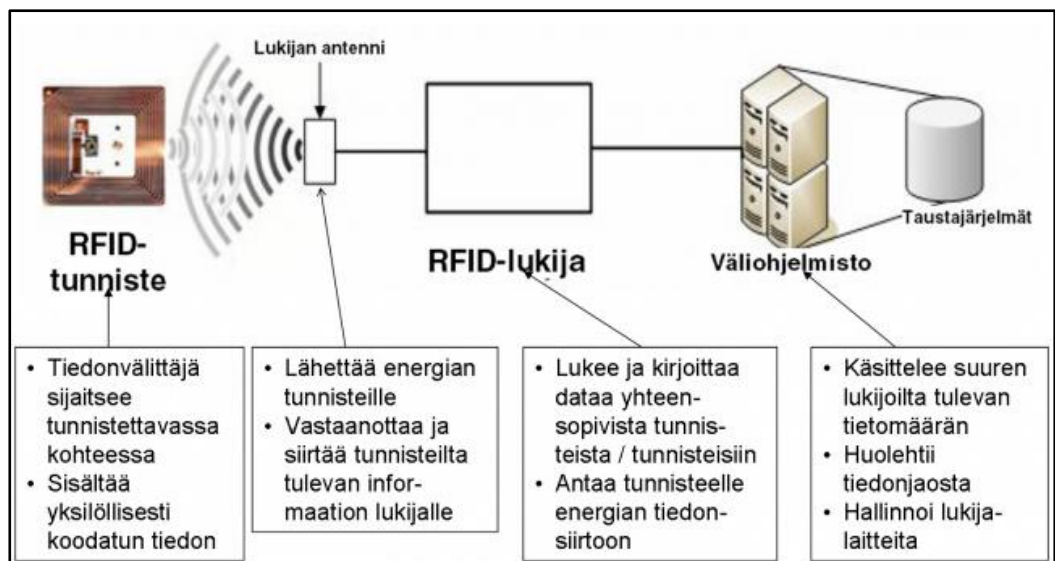 Lukijan antenni
RFID-
tunniste
RFID-lukija
Väliohjelmisto
Taustajärjelmät
• Tiedonvälittäjä
sijaitsee
tunnistettavassa
kohteessa
• Sisältää
yksilöllisesti
koodatun tiedon
• Lähettää energian
tunnisteille
• Vastaanottaa ja
siirtää tunnisteilta
tulevan infor-
maation lukijalle
• Lukee ja kirjoittaa
dataa yhteen-
sopivista tunnis-
teista / tunnisteisiin
• Antaa tunnisteelle
energian tiedon-
siirtoon
• Käsittelee suuren
lukijoilta tulevan
tietomäärän
• Huolehtii
tiedonjaosta
• Hallinnoi lukija-
laitteita